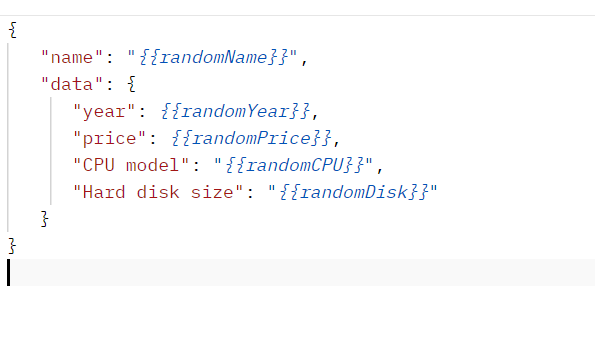 {
"name": "{{randomName}}",
"data": {
"year": {{randomYear}},
"price": {{randomPrice}},
"CPU model": "{{randomCPU}}",
"Hard disk size": "{{randomDisk}}"
}
}